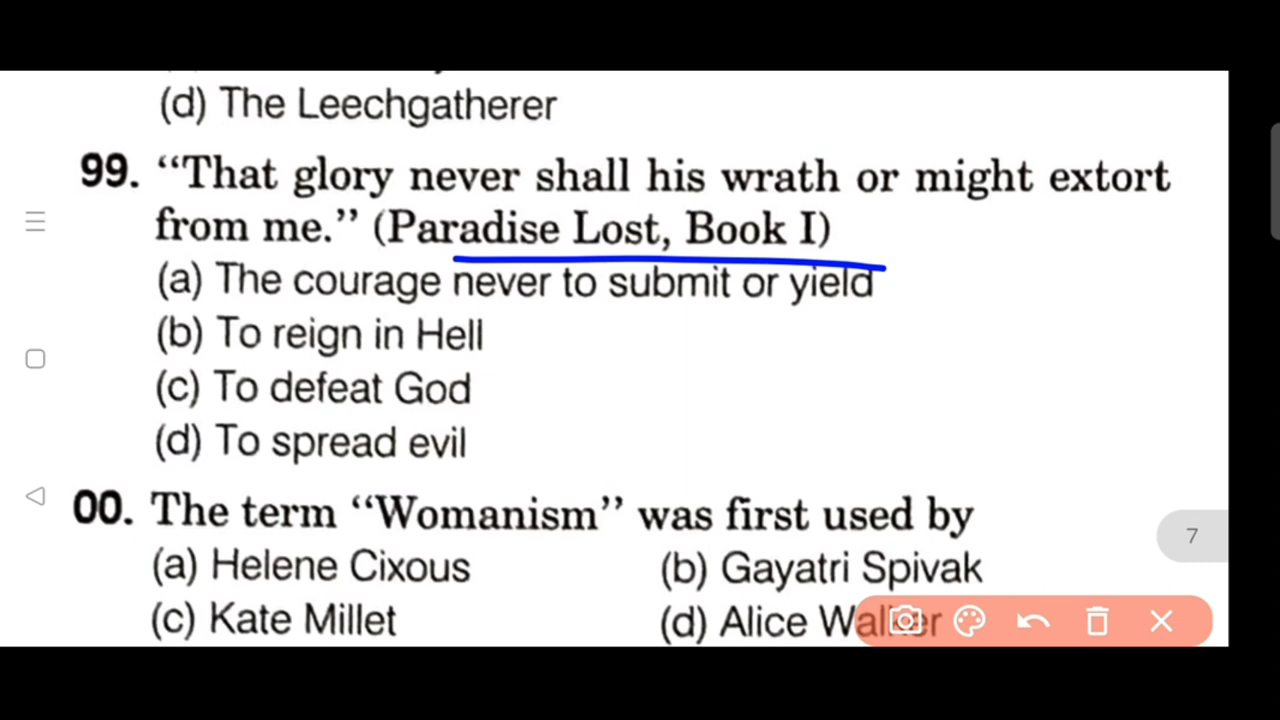 (d) The Leechgatherer
99. “That glory never shall his wrath or might extort
from me.” (Paradise Lost, Book I)
(a) The courage never to submit or yield
(b) To reign in Hell
(c) To defeat God
(d) To spread evil
00. The term “Womanism” was first used by
(a) Helene Cixous (b) Gayatri Spivak
7
(c) Kate Millet (d) Alice Walker